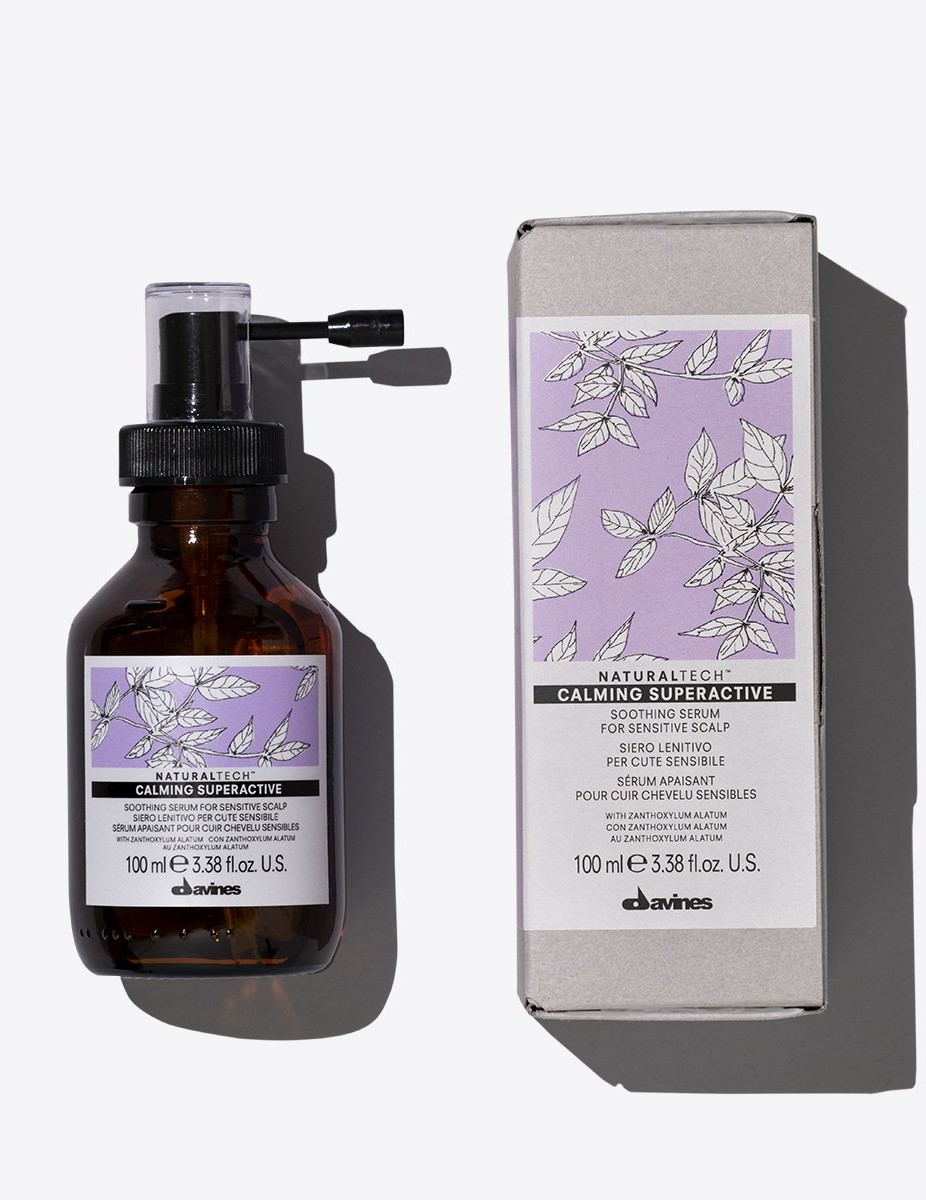 NATURALTECH™
CALMING SUPERACTIVE
SOOTHING SERUM FOR SENSITIVE SCALP
SIERO LENITIVO PER CUTE SENSIBILE
SÉRUM APAISANT POUR CUIR CHEVELU SENSIBLES
WITH ZANTHOXYLUM ALATUM CON ZANTHOXYLUM ALATUM
AU ZANTHOXYLUM ALATUM
100 ml ℮ 3.38 fl.oz. U.S.
davines
NATURALTECH™
CALMING SUPERACTIVE
SOOTHING SERUM
FOR SENSITIVE SCALP
SIERO LENITIVO
PER CUTE SENSIBILE
SÉRUM APAISANT
POUR CUIR CHEVELU SENSIBLES
WITH ZANTHOXYLUM ALATUM
CON ZANTHOXYLUM ALATUM
AU ZANTHOXYLUM ALATUM
100 ml ℮ 3.38 fl.oz. U.S.
davines